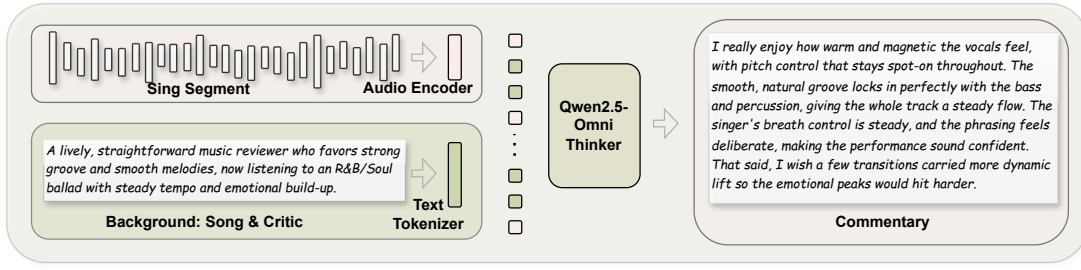 Sing Segment
Audio Encoder
A lively, straightforward music reviewer who favors strong
groove and smooth melodies, now listening to an R&B/Soul
ballad with steady tempo and emotional build-up.
Text
Tokenizer
Background: Song & Critic
Qwen2.5-
Omni
Thinker
I really enjoy how warm and magnetic the vocals feel,
with pitch control that stays spot-on throughout. The
smooth, natural groove locks in perfectly with the bass
and percussion, giving the whole track a steady flow. The
singer's breath control is steady, and the phrasing feels
deliberate, making the performance sound confident.
That said, I wish a few transitions carried more dynamic
lift so the emotional peaks would hit harder.
Commentary